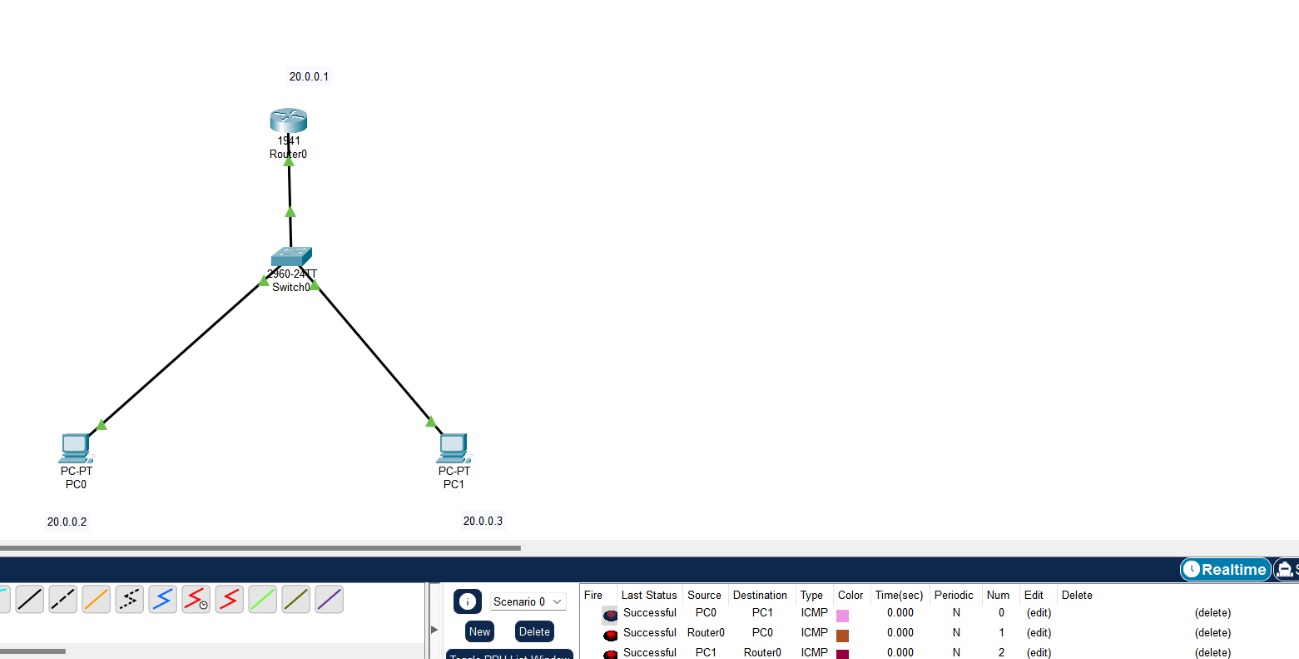 20.0.0.1
1941
Router0
2960-24TT
Switch0
PC-PT
PC0
PC-PT
PC1
20.0.0.2
20.0.0.3
Realtime
Scenario 0
New Delete
Toggle PDU List Window
Fire Last Status Source Destination Type Color Time(sec) Periodic Num Edit Delete
Successful PC0 PC1 ICMP 0.000 N 0 (edit) (delete)
Successful Router0 PC0 ICMP 0.000 N 1 (edit) (delete)
Successful PC1 Router0 ICMP 0.000 N 2 (edit) (delete)